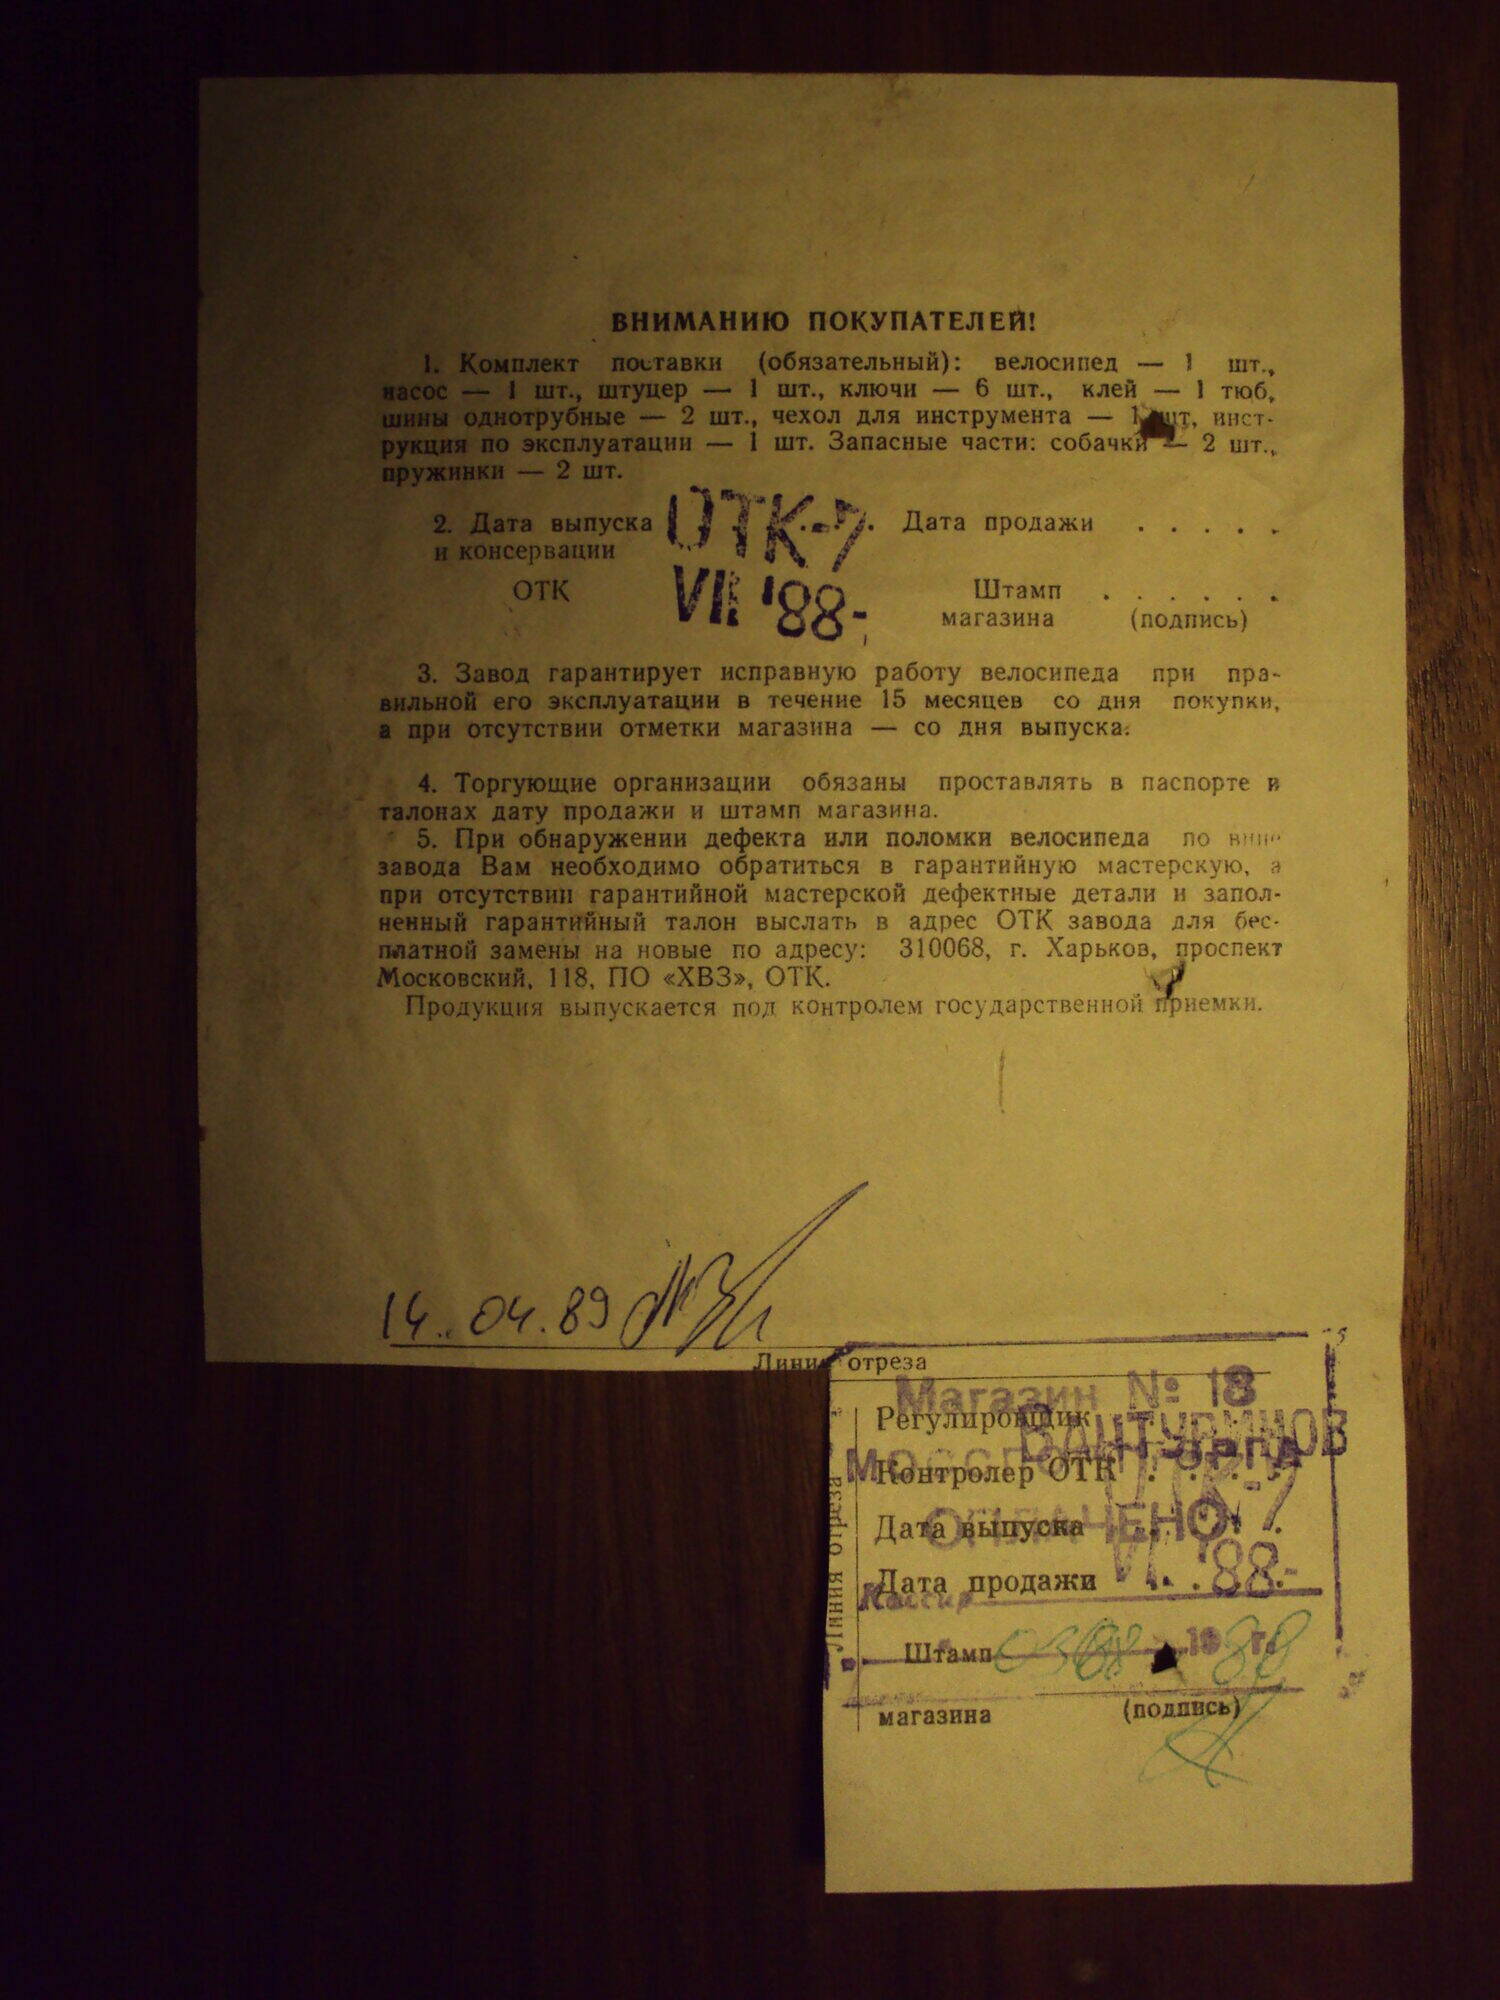 ВНИМАНИЮ ПОКУПАТЕЛЕЙ!
1. Комплект поставки (обязательный): велосипед — 1 шт.,
насос — 1 шт., штуцер — 1 шт., ключи — 6 шт., клей — 1 тюб,
шины однотрубные — 2 шт., чехол для инструмента — 1 шт, инст-
рукция по эксплуатации — 1 шт. Запасные части: собачки — 2 шт.,
пружинки — 2 шт.
2. Дата выпуска ОТК-7 Дата продажи . . . . .
и консервации
ОТК VII '88- Штамп . . . . . .
магазина (подпись)
3. Завод гарантирует исправную работу велосипеда при пра-
вильной его эксплуатации в течение 15 месяцев со дня покупки,
а при отсутствии отметки магазина — со дня выпуска.
4. Торгующие организации обязаны проставлять в паспорте и
талонах дату продажи и штамп магазина.
5. При обнаружении дефекта или поломки велосипеда по вине
завода Вам необходимо обратиться в гарантийную мастерскую, а
при отсутствии гарантийной мастерской дефектные детали и запол-
ненный гарантийный талон выслать в адрес ОТК завода для бес-
платной замены на новые по адресу: 310068, г. Харьков, проспект
Московский, 118, ПО «ХВЗ», ОТК.
Продукция выпускается под контролем государственной приемки.
14.04.89
Линия отреза
Магазин № 18
Регулировщик
Контролер ОТК
Дата выпуска
ОПЛАЧЕНО
Дата продажи '88-
Кассир
Штамп
магазина (подпись)
Линия отреза